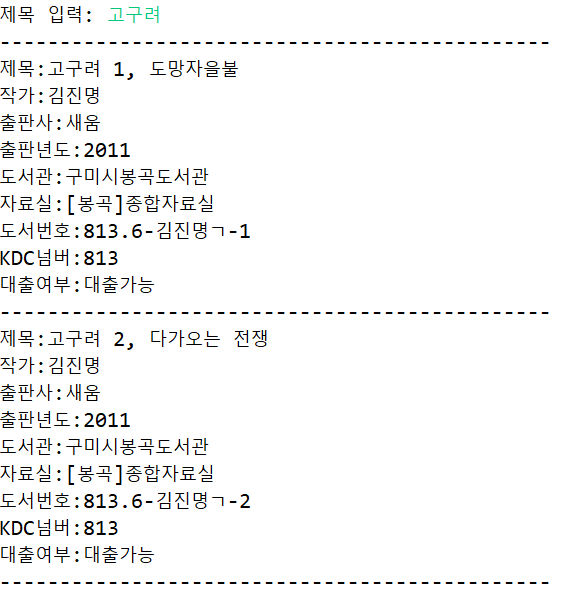 제목 입력: 고구려
----------------------------------------------
제목:고구려 1, 도망자을불
작가:김진명
출판사:새움
출판년도:2011
도서관:구미시봉곡도서관
자료실:[봉곡]종합자료실
도서번호:813.6-김진명ㄱ-1
KDC넘버:813
대출여부:대출가능
----------------------------------------------
제목:고구려 2, 다가오는 전쟁
작가:김진명
출판사:새움
출판년도:2011
도서관:구미시봉곡도서관
자료실:[봉곡]종합자료실
도서번호:813.6-김진명ㄱ-2
KDC넘버:813
대출여부:대출가능
----------------------------------------------